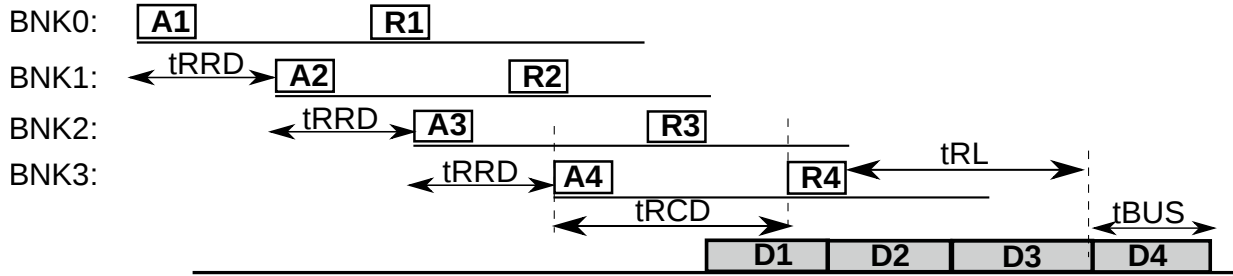 BNK0: A1 R1
tRRD
BNK1: A2 R2
BNK2: tRRD A3 R3
BNK3: tRRD A4 R4 tRL
tRCD tBUS
D1 D2 D3 D4